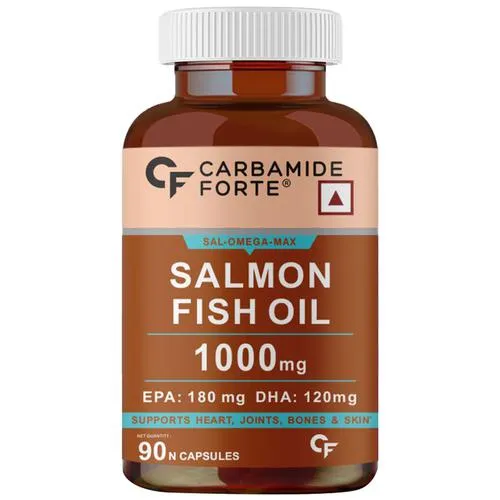 CF CARBAMIDE
FORTE®
SAL-OMEGA-MAX
SALMON
FISH OIL
1000mg
EPA: 180 mg DHA: 120mg
SUPPORTS HEART, JOINTS, BONES & SKIN*
NET QUANTITY:
90N CAPSULES
CF